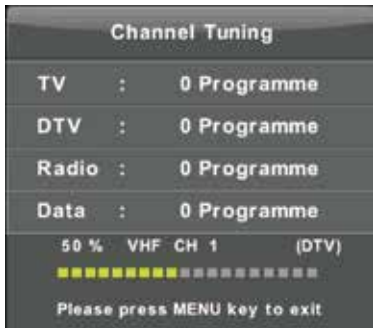 Channel Tuning
TV : 0 Programme
DTV : 0 Programme
Radio : 0 Programme
Data : 0 Programme
50 % VHF CH 1 (DTV)
Please press MENU key to exit